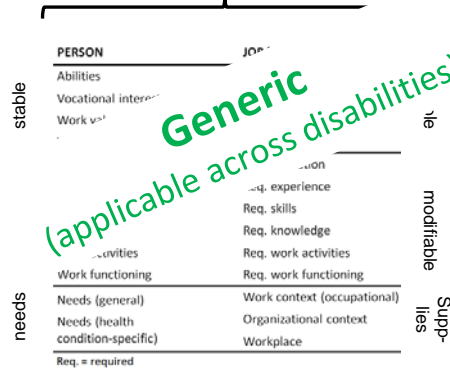 PERSON
Abilities
Vocational
Work
Generic
(applicable across disabilities)
Req. experience
Req. skills
Req. knowledge
Req. work activities
Work functioning Req. work functioning
Needs (general) Work context (occupational)
Needs (health Organizational context
condition-specific) Workplace
Req. = required
stable
needs
modifiable
Supp-
lies